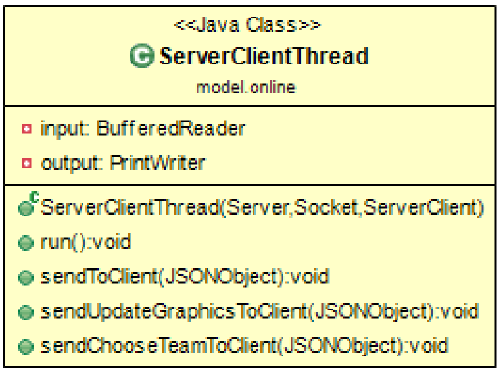 <<Java Class>>
ServerClientThread
model.online
input: BufferedReader
output: PrintWriter
ServerClientThread(Server,Socket,ServerClient)
run():void
sendToClient(JSONObject):void
sendUpdateGraphicsToClient(JSONObject):void
sendChooseTeamToClient(JSONObject):void